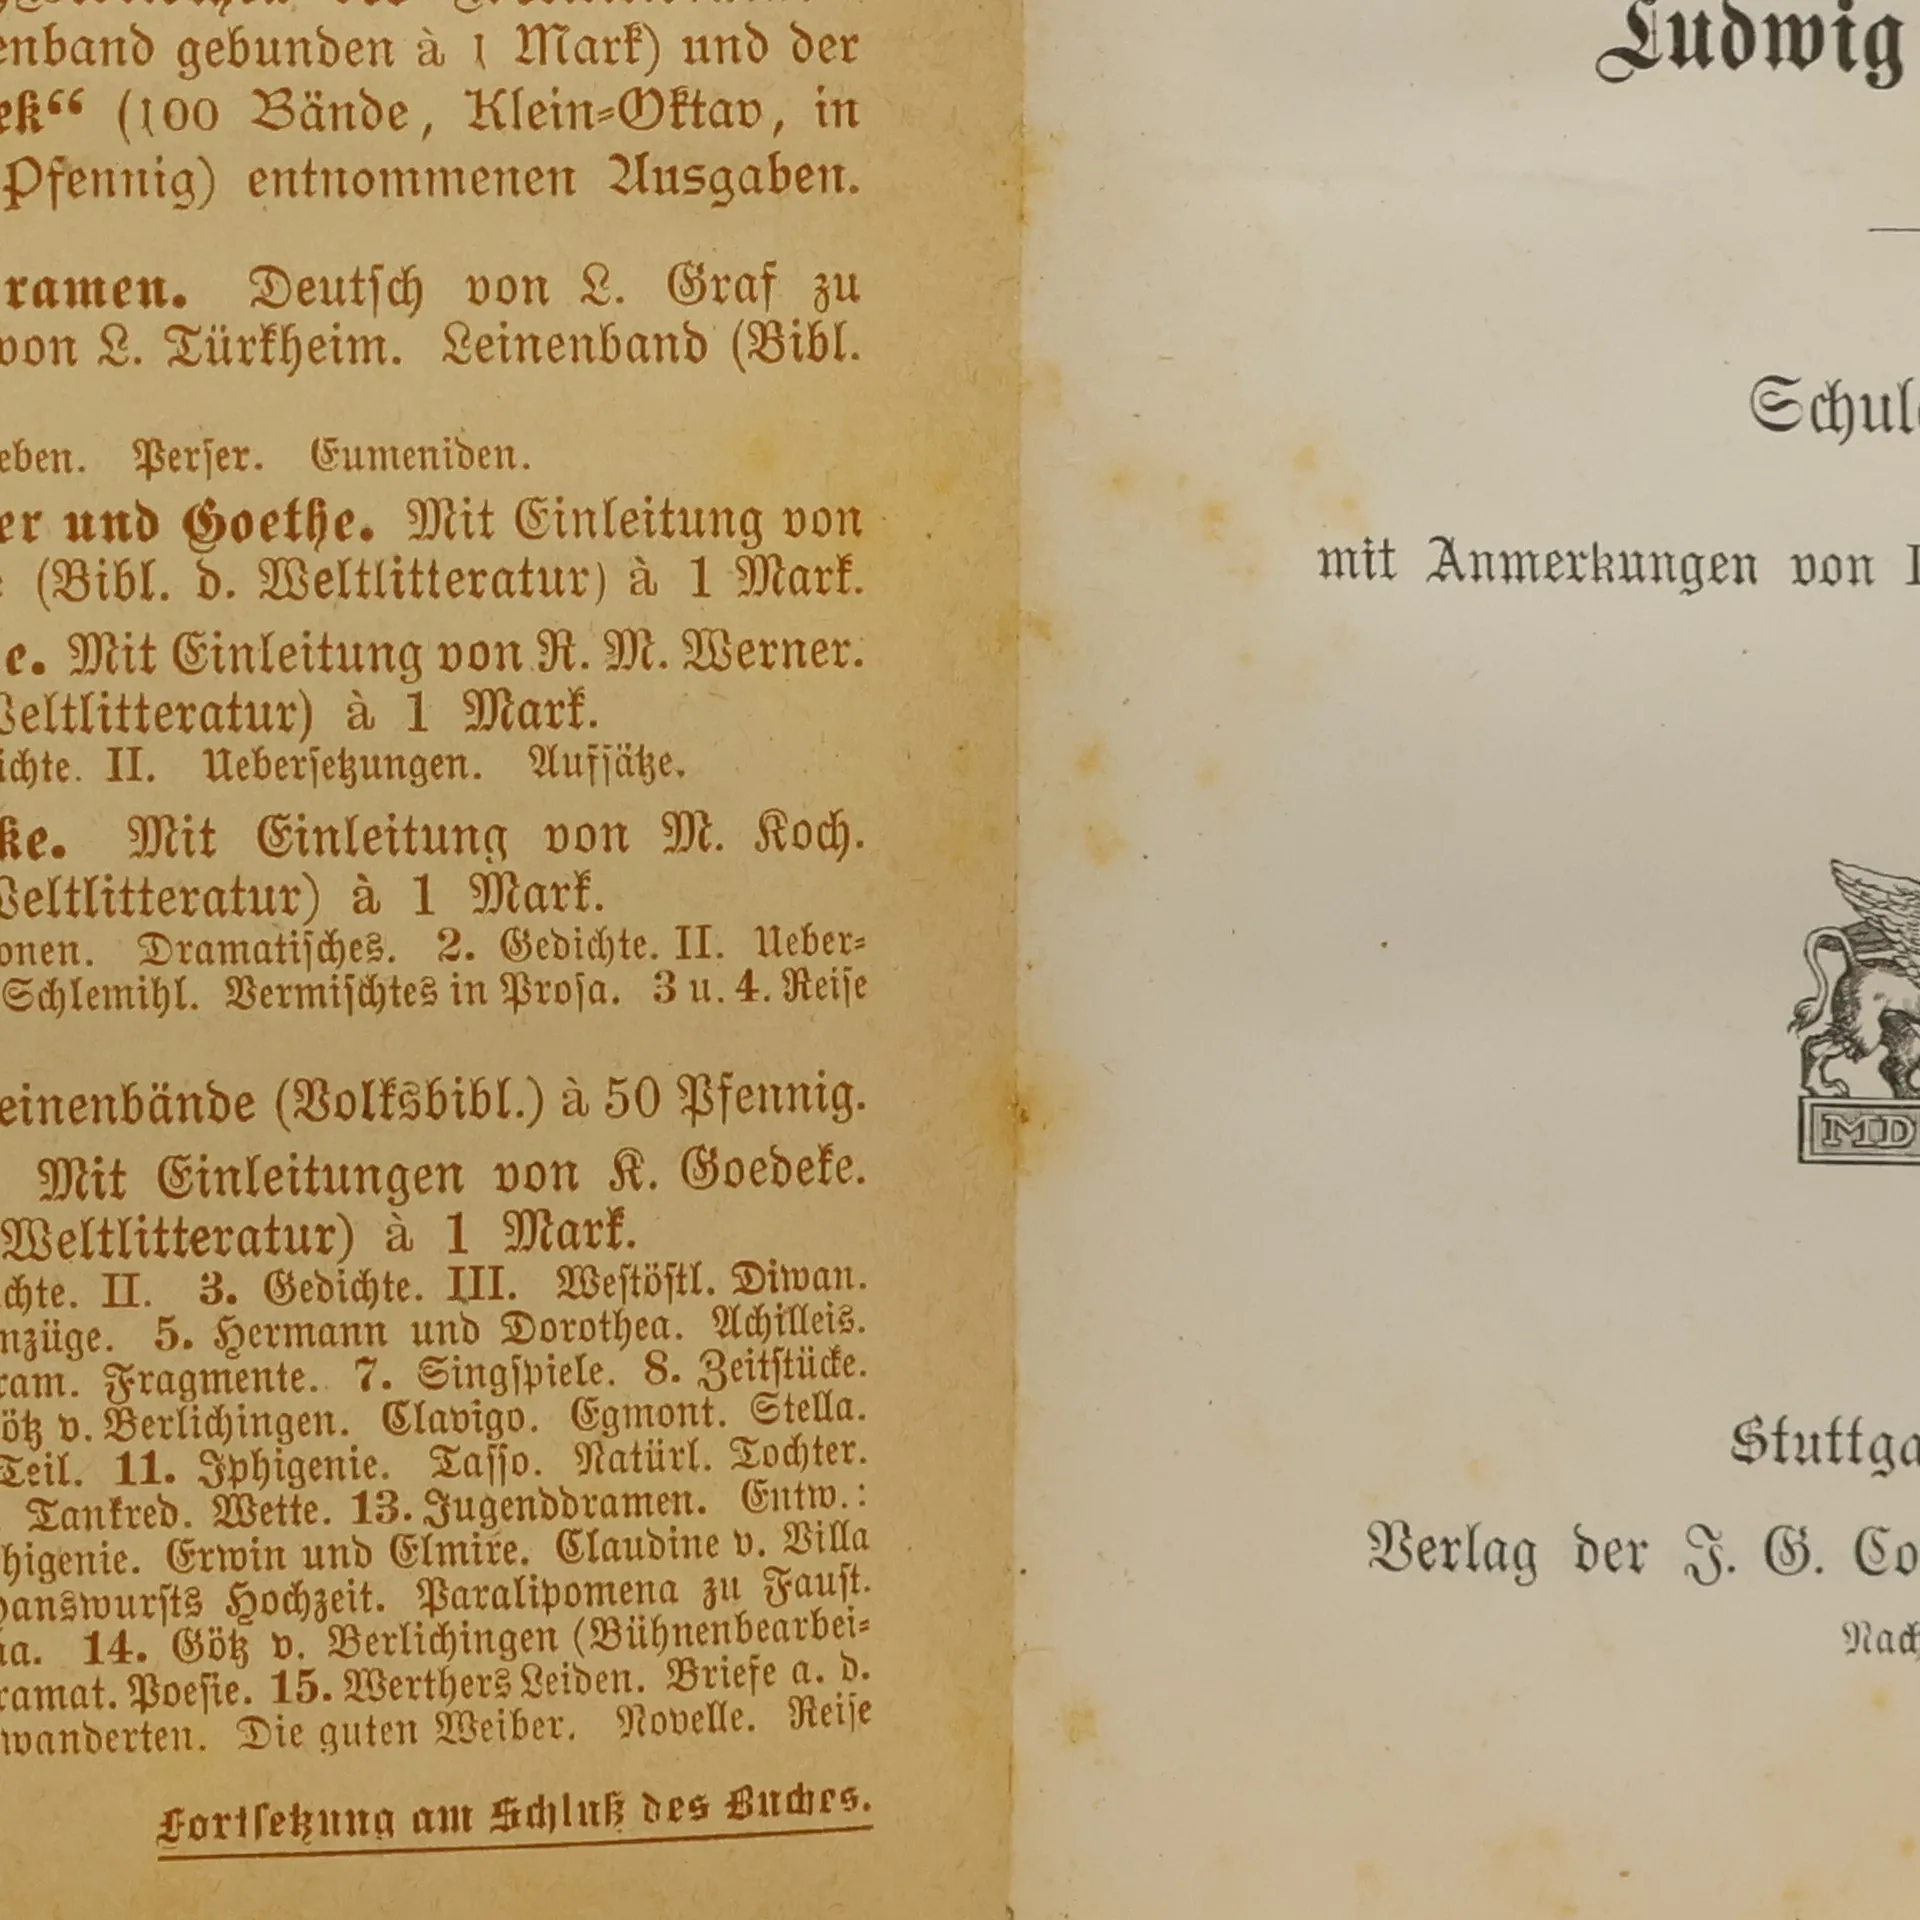 enband gebunden à 1 Mark) und der
ek“ (100 Bände, Klein-Oktav, in
Pfennig) entnommenen Ausgaben.
ramen. Deutsch von L. Graf zu
von L. Türkheim. Leinenband (Bibl.
eben. Perser. Eumeniden.
er und Goethe. Mit Einleitung von
(Bibl. d. Weltlitteratur) à 1 Mark.
e. Mit Einleitung von R. M. Werner.
Weltlitteratur) à 1 Mark.
ichte. II. Uebersetzungen. Aufsätze.
ke. Mit Einleitung von M. Koch.
Weltlitteratur) à 1 Mark.
onen. Dramatisches. 2. Gedichte. II. Ueber-
Schlemihl. Vermischtes in Prosa. 3 u. 4. Reise
einenbände (Volksbibl.) à 50 Pfennig.
Mit Einleitungen von K. Goedeke.
Weltlitteratur) à 1 Mark.
chte. II. 3. Gedichte. III. Westöstl. Diwan.
nzüge. 5. Hermann und Dorothea. Achilleis.
ram. Fragmente. 7. Singspiele. 8. Zeitstücke.
ötz v. Berlichingen. Clavigo. Egmont. Stella.
Teil. 11. Iphigenie. Tasso. Natürl. Tochter.
Tankred. Wette. 13. Jugenddramen. Entw.:
higenie. Erwin und Elmire. Claudine v. Villa
hanswursts Hochzeit. Paralipomena zu Faust.
a. 14. Götz v. Berlichingen (Bühnenbearbei-
ramat. Poesie. 15. Werthers Leiden. Briefe a. d.
wanderten. Die guten Weiber. Novelle. Reise
Fortsetzung am Schluß des Buches.
Ludwig
Schul
mit Anmerkungen von
MD
Stuttga
Verlag der J. G. Co
Nach